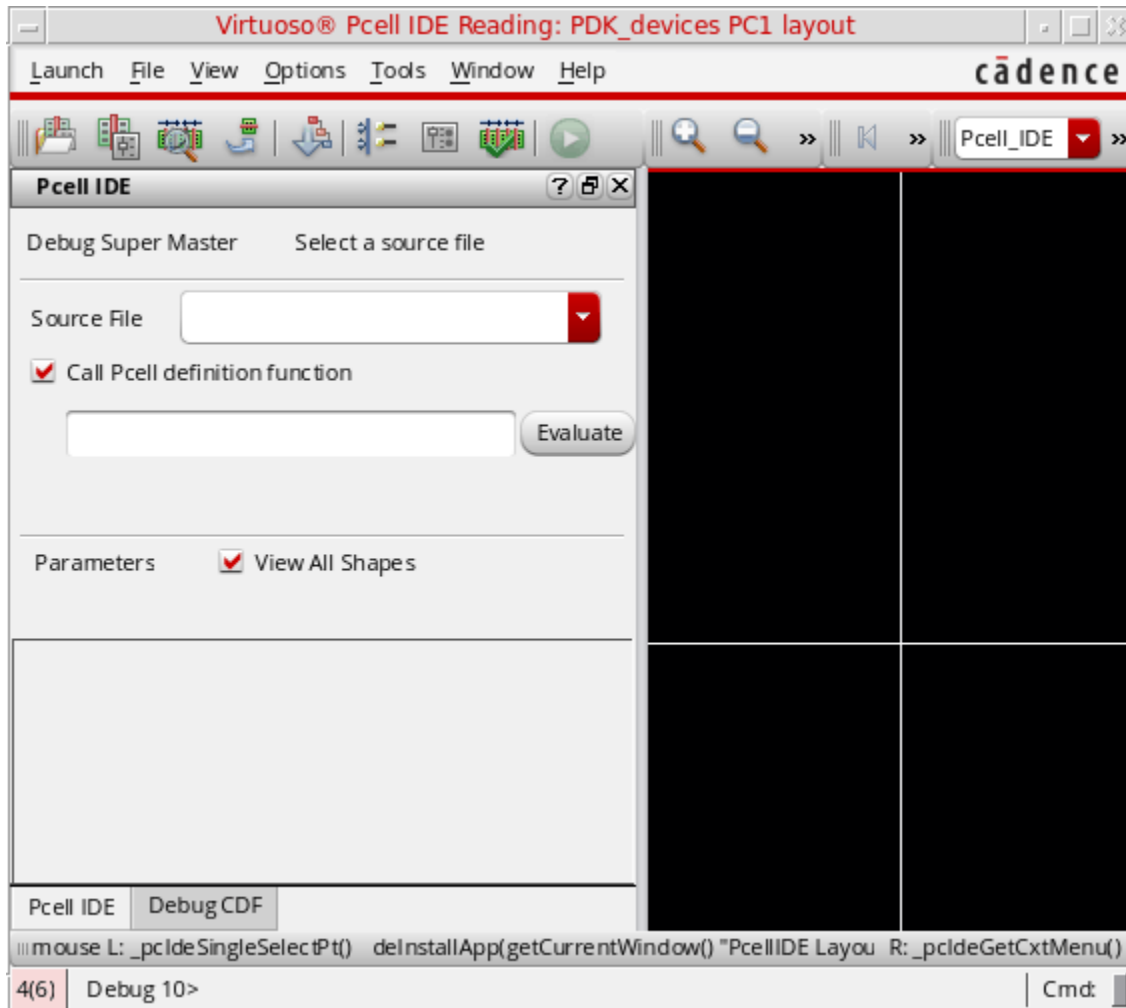 Virtuoso® Pcell IDE Reading: PDK_devices PC1 layout
Launch File View Options Tools Window Help cādence
Pcell_IDE
Pcell IDE
Debug Super Master Select a source file
Source File
Call Pcell definition function
Evaluate
Parameters View All Shapes
Pcell IDE Debug CDF
mouse L: _pcIdeSingleSelectPt() deInstallApp(getCurrentWindow() "PcellIDE Layou R: _pcIdeGetCxtMenu()
4(6) Debug 10> Cmd: